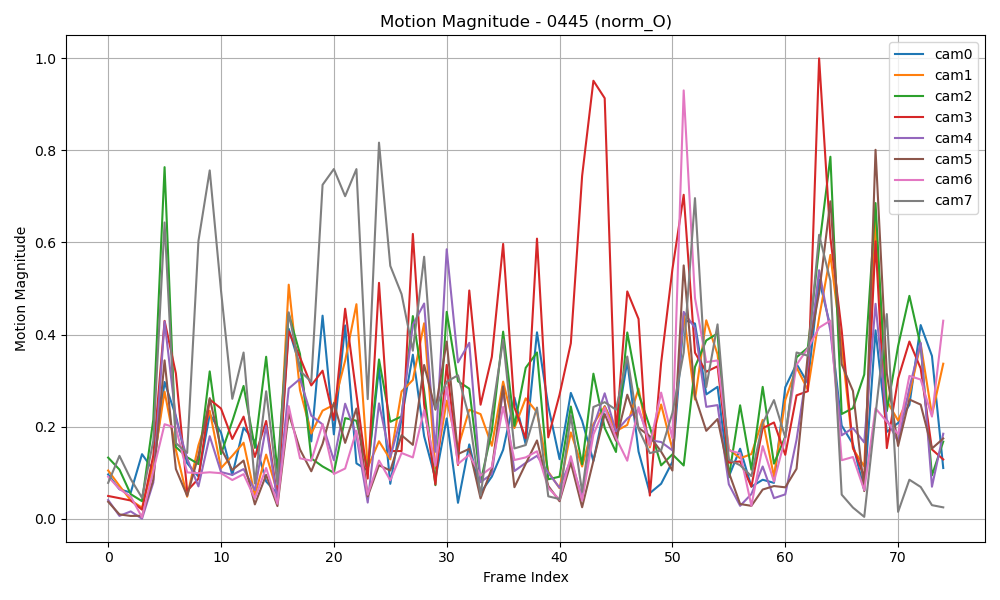 Motion Magnitude - 0445 (norm_O)
Motion Magnitude
1.0
0.8
0.6
0.4
0.2
0.0
0 10 20 30 40 50 60 70
Frame Index
cam0
cam1
cam2
cam3
cam4
cam5
cam6
cam7